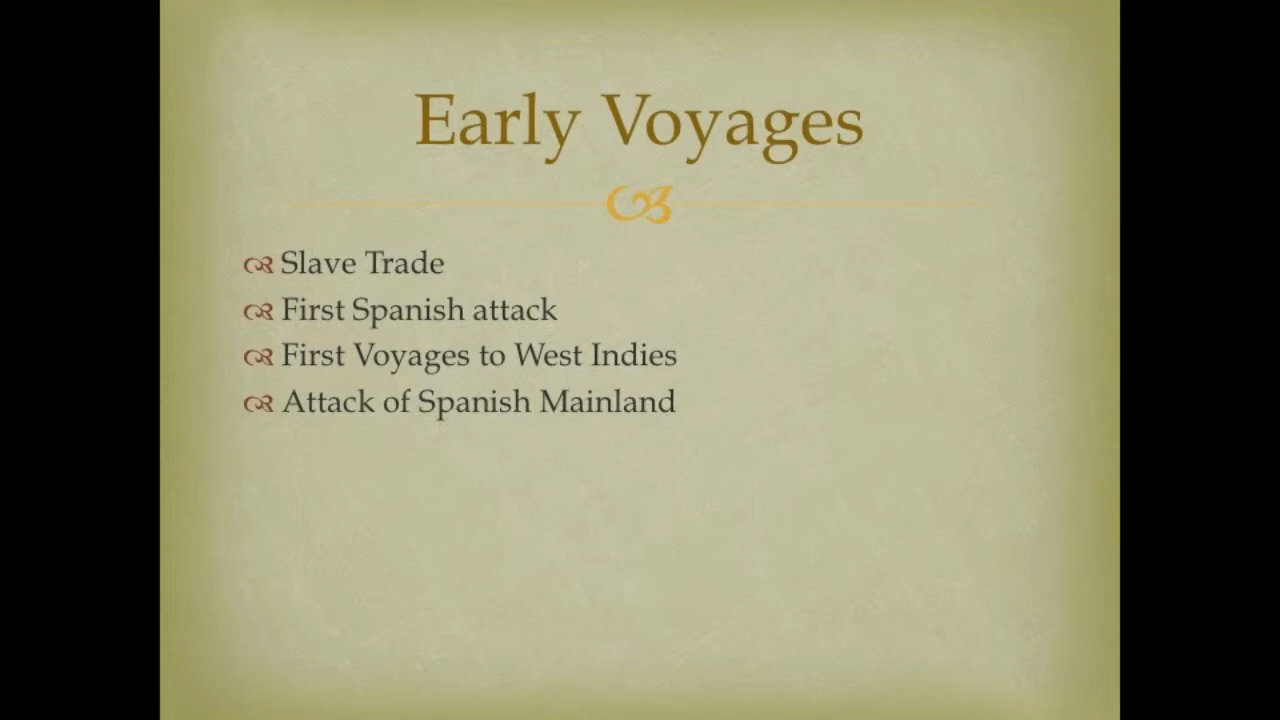 Early Voyages
Slave Trade
First Spanish attack
First Voyages to West Indies
Attack of Spanish Mainland